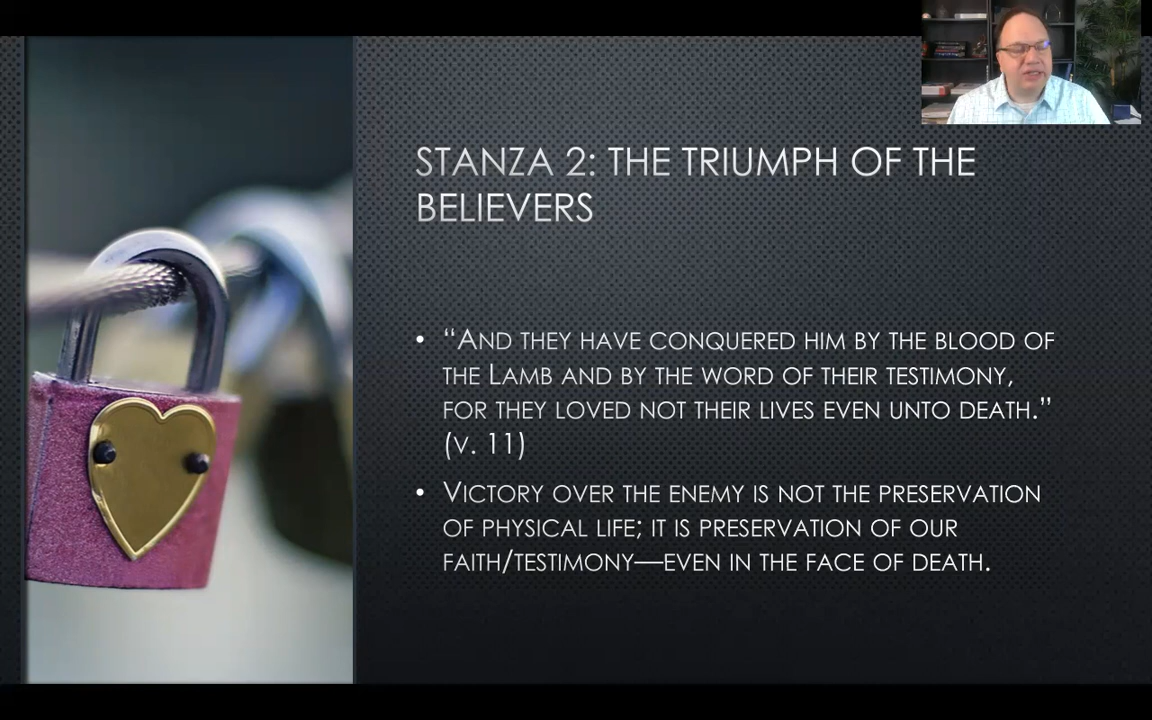 STANZA 2: THE TRIUMPH OF THE
BELIEVERS
• “AND THEY HAVE CONQUERED HIM BY THE BLOOD OF
THE LAMB AND BY THE WORD OF THEIR TESTIMONY,
FOR THEY LOVED NOT THEIR LIVES EVEN UNTO DEATH.”
(V. 11)
• VICTORY OVER THE ENEMY IS NOT THE PRESERVATION
OF PHYSICAL LIFE; IT IS PRESERVATION OF OUR
FAITH/TESTIMONY—EVEN IN THE FACE OF DEATH.